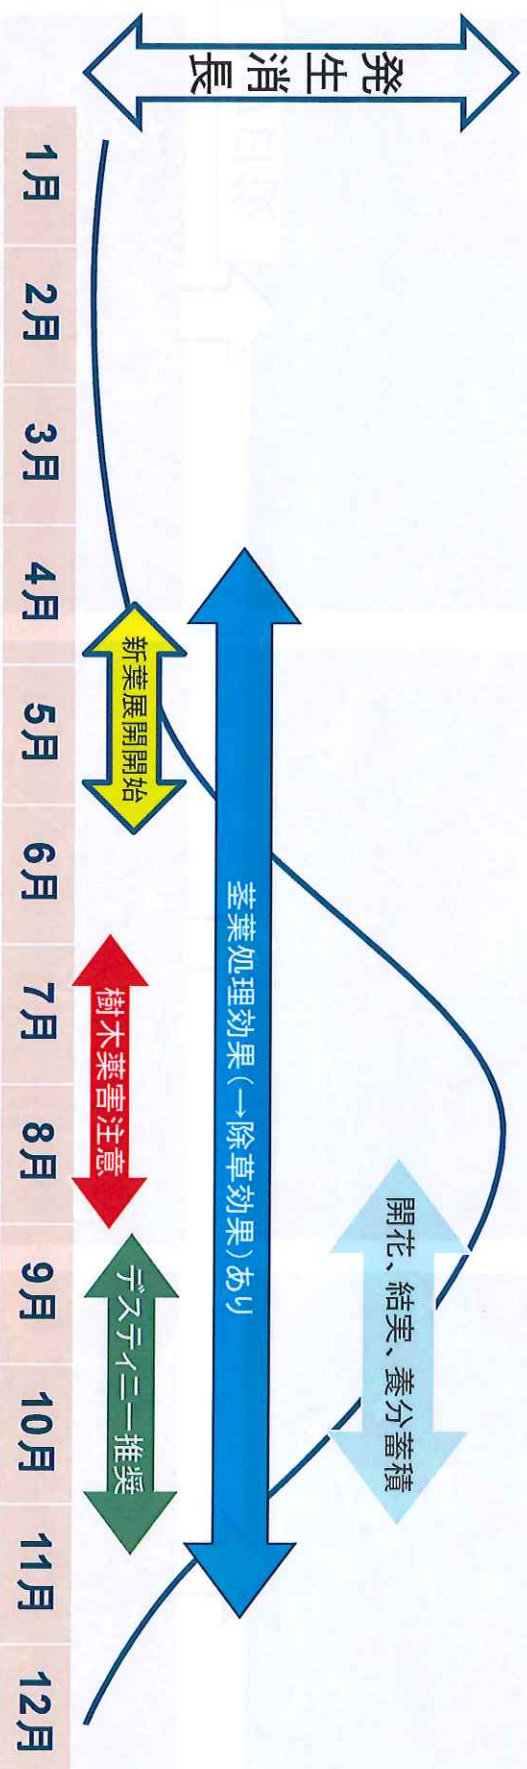 発生消長
開花、結実、養分蓄積
茎葉処理効果(→除草効果)あり
新葉展開開始
樹木薬害注意
デスティニー推奨
1月 2月 3月 4月 5月 6月 7月 8月 9月 10月 11月 12月